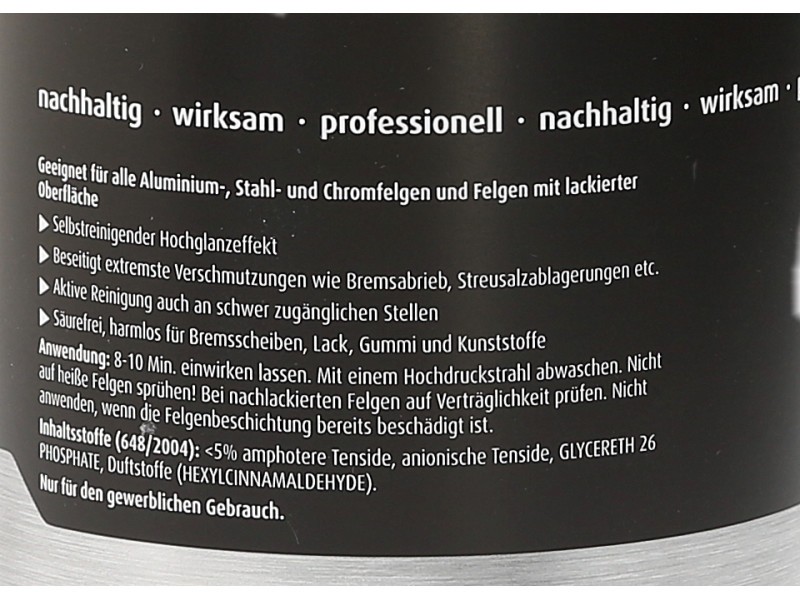 nachhaltig · wirksam · professionell · nachhaltig · wirksam ·
Geeignet für alle Aluminium-, Stahl- und Chromfelgen und Felgen mit lackierter
Oberfläche
▶ Selbstreinigender Hochglanzeffekt
▶ Beseitigt extremste Verschmutzungen wie Bremsabrieb, Streusalzablagerungen etc.
▶ Aktive Reinigung auch an schwer zugänglichen Stellen
▶ Säurefrei, harmlos für Bremsscheiben, Lack, Gummi und Kunststoffe
Anwendung: 8-10 Min. einwirken lassen. Mit einem Hochdruckstrahl abwaschen. Nicht
auf heiße Felgen sprühen! Bei nachlackierten Felgen auf Verträglichkeit prüfen. Nicht
anwenden, wenn die Felgenbeschichtung bereits beschädigt ist.
Inhaltsstoffe (648/2004): <5% amphotere Tenside, anionische Tenside, GLYCERETH 26
PHOSPHATE, Duftstoffe (HEXYLCINNAMALDEHYDE).
Nur für den gewerblichen Gebrauch.